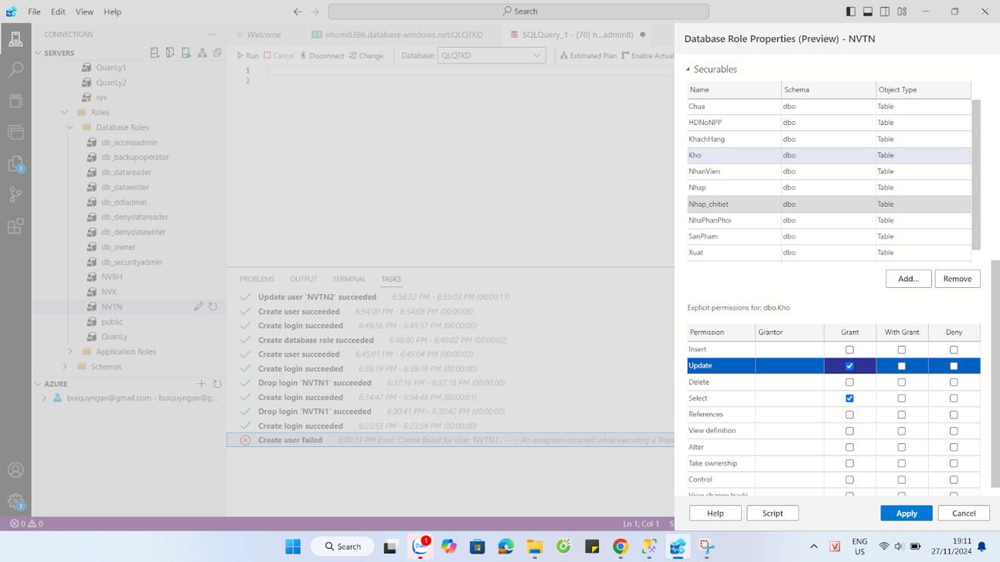 File Edit View Help
Search
CONNECTIONS
SERVERS
QuanLy1
QuanLy2
sys
Roles
Database Roles
db_accessadmin
db_backupoperator
db_datareader
db_datawriter
db_ddladmin
db_denydatareader
db_denydatawriter
db_owner
db_securityadmin
NVBH
NVK
NVTN
public
QuanLy
Application Roles
Schemas
AZURE
buiquyngan@gmail.com - buiquyngan@g...
1
1
Welcome nhom8386.database.windows.net:QLQTKD SQLQuery_1 - (70) n...admin8)
Run Cancel Disconnect Change Database: QLQTKD Estimated Plan Enable Actual
1
2
PROBLEMS OUTPUT TERMINAL TASKS
Update user 'NVTN2' succeeded 6:58:52 PM - 6:59:03 PM (00:00:11)
Create user succeeded 6:54:00 PM - 6:54:08 PM (00:00:08)
Create login succeeded 6:49:56 PM - 6:49:57 PM (00:00:00)
Create database role succeeded 6:48:00 PM - 6:48:02 PM (00:00:02)
Create user succeeded 6:45:01 PM - 6:45:04 PM (00:00:03)
Create login succeeded 6:39:19 PM - 6:39:19 PM (00:00:00)
Drop login 'NVTN1' succeeded 6:37:16 PM - 6:37:16 PM (00:00:00)
Create login succeeded 6:34:47 PM - 6:34:48 PM (00:00:01)
Drop login 'NVTN1' succeeded 6:30:41 PM - 6:30:42 PM (00:00:00)
Create login succeeded 6:23:53 PM - 6:23:54 PM (00:00:00)
Create user failed 6:00:13 PM Error: Create failed for User 'NVTN1'. ---> An exception occurred while executing a Tran
Database Role Properties (Preview) - NVTN
Securables
Name Schema Object Type
Chua dbo Table
HDNoNPP dbo Table
KhachHang dbo Table
Kho dbo Table
NhanVien dbo Table
Nhap dbo Table
Nhap_chitiet dbo Table
NhaPhanPhoi dbo Table
SanPham dbo Table
Xuat dbo Table
Add... Remove
Explicit permissions for: dbo.Kho
Permission Grantor Grant With Grant Deny
Insert
Update
Delete
Select
References
View definition
Alter
Take ownership
Control
View change tracki
Help Script Apply Cancel
0 0 Ln 1, Col 1 S
Search Zalo 1 V ENG US 19:11 27/11/2024